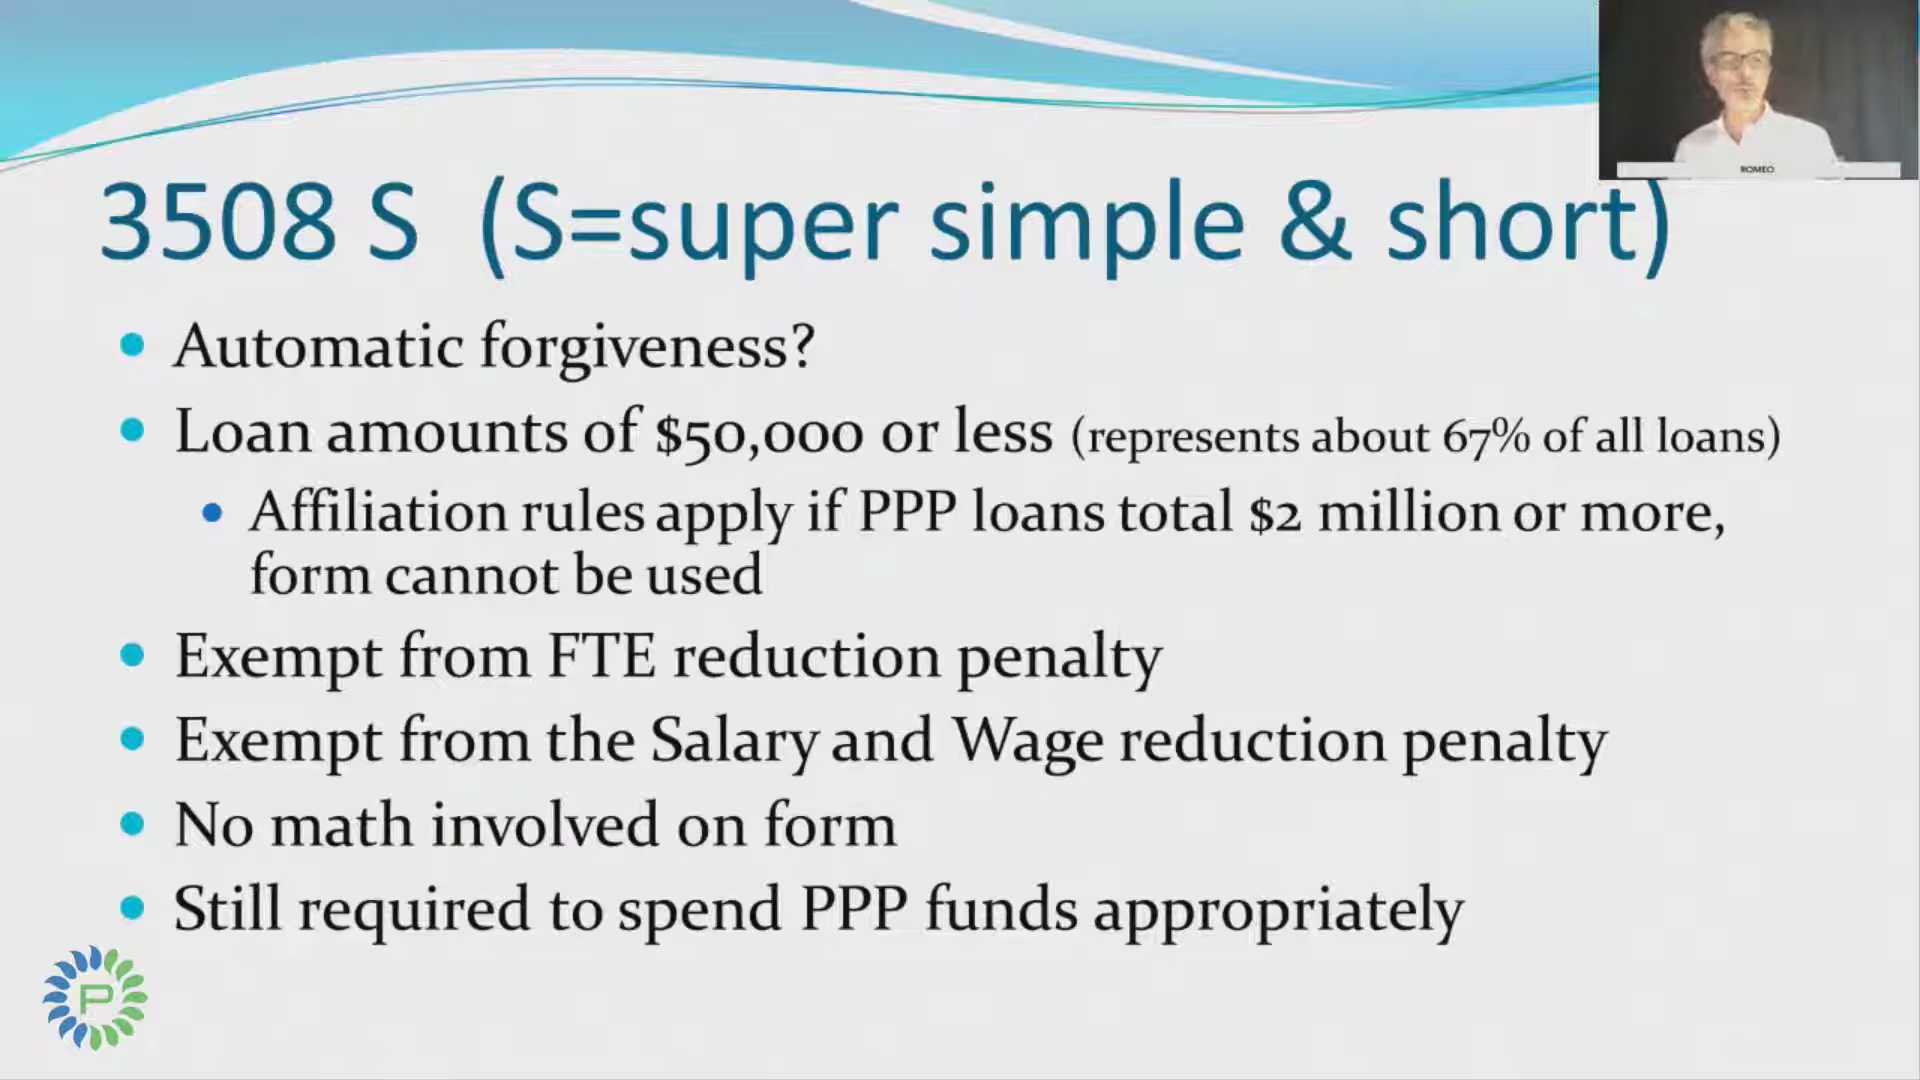 ROMEO
3508 S (S=super simple & short)
Automatic forgiveness?
Loan amounts of $50,000 or less (represents about 67% of all loans)
Affiliation rules apply if PPP loans total $2 million or more,
form cannot be used
Exempt from FTE reduction penalty
Exempt from the Salary and Wage reduction penalty
No math involved on form
Still required to spend PPP funds appropriately
P